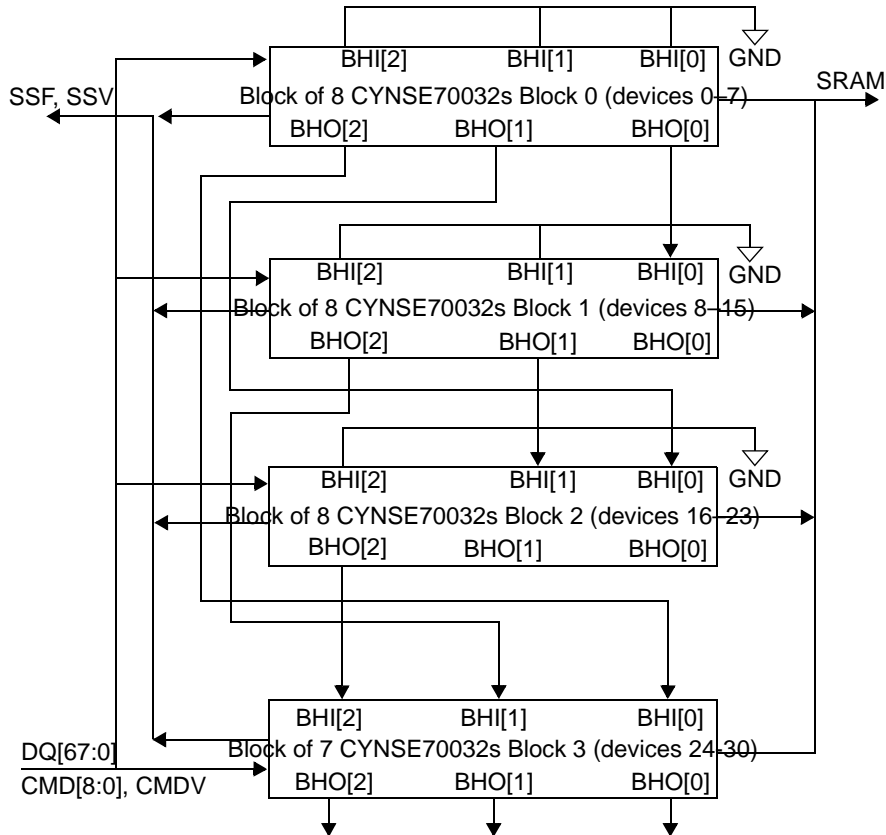 BHI[2] BHI[1] BHI[0] GND
SSF, SSV
Block of 8 CYNSE70032s Block 0 (devices 0–7)
SRAM
BHO[2] BHO[1] BHO[0]
BHI[2] BHI[1] BHI[0] GND
Block of 8 CYNSE70032s Block 1 (devices 8–15)
BHO[2] BHO[1] BHO[0]
BHI[2] BHI[1] BHI[0] GND
Block of 8 CYNSE70032s Block 2 (devices 16–23)
BHO[2] BHO[1] BHO[0]
BHI[2] BHI[1] BHI[0]
DQ[67:0]
Block of 7 CYNSE70032s Block 3 (devices 24-30)
CMD[8:0], CMDV
BHO[2] BHO[1] BHO[0]